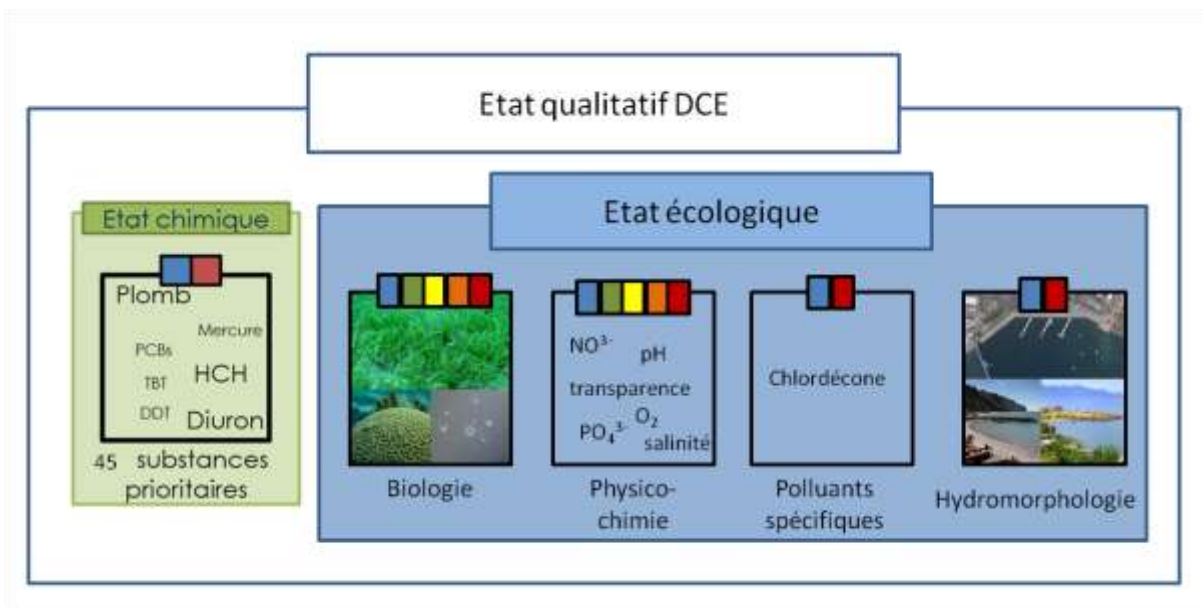 Etat qualitatif DCE
Etat chimique
Plomb
Mercure
PCBs
HCH
TBT
DDT
Diuron
45 substances
prioritaires
Etat écologique
Biologie
NO³⁻
pH
transparence
O₂
PO₄³⁻
salinité
Physico-
chimie
Chlordécone
Polluants
spécifiques
Hydromorphologie